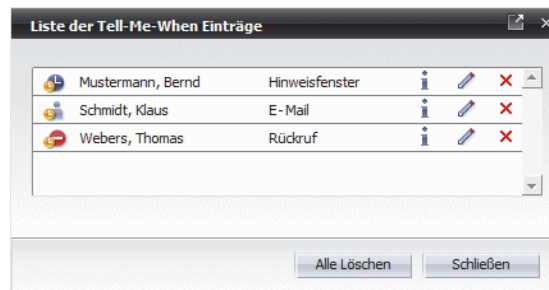 Liste der Tell-Me-When Einträge
Mustermann, Bernd Hinweisfenster
Schmidt, Klaus E-Mail
Webers, Thomas Rückruf
Alle Löschen Schließen